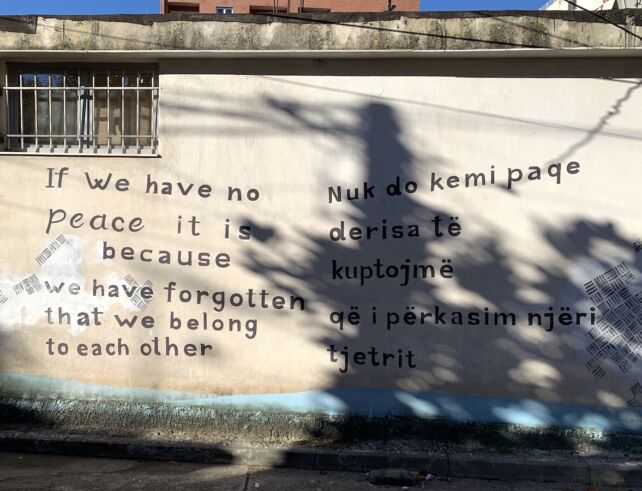 If we have no
peace it is
because
we have forgotten
that we belong
to each other
Nuk do kemi paqe
derisa të
kuptojmë
që i përkasim njëri
tjetrit